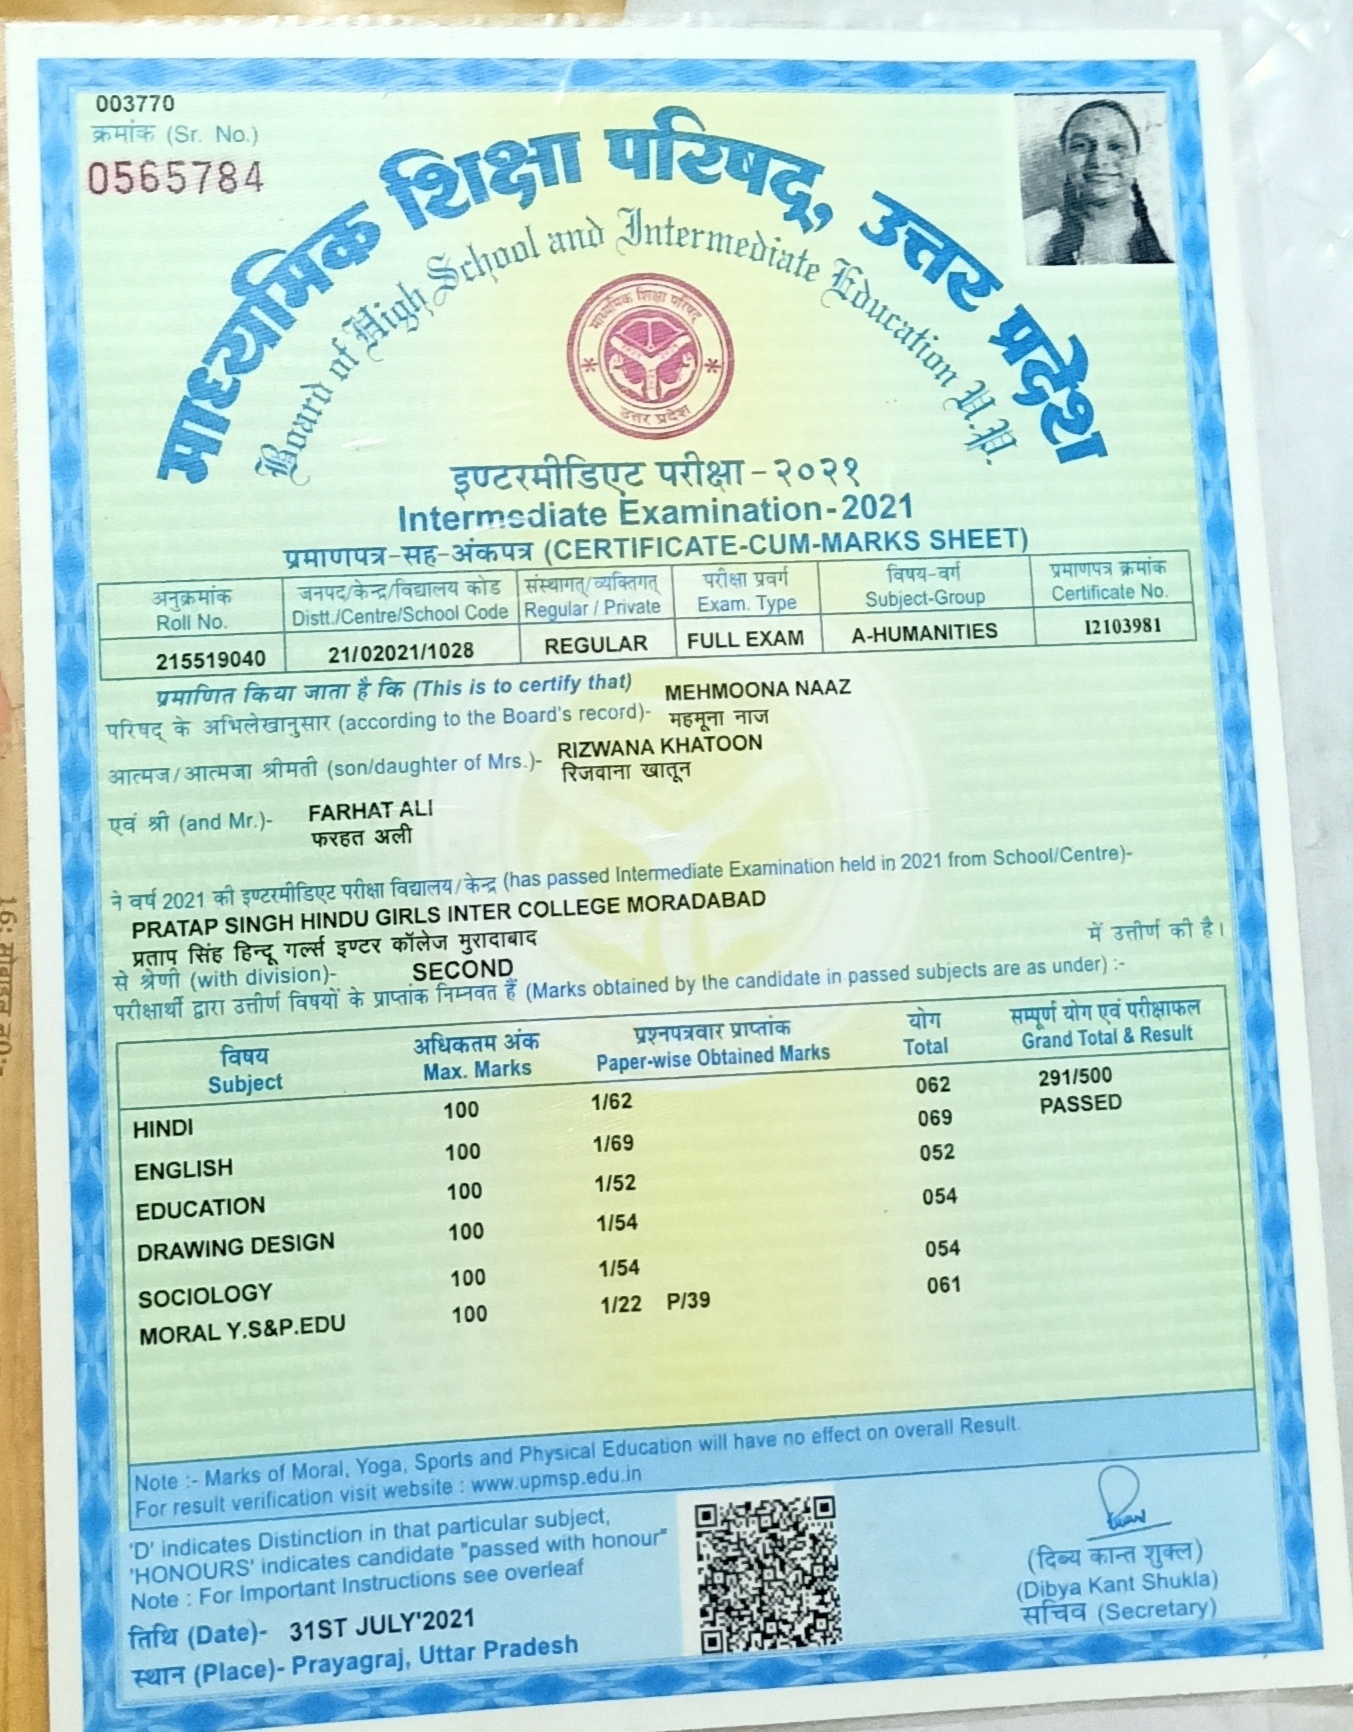 003770
क्रमांक (Sr. No.)
0565784
माध्यमिक शिक्षा परिषद्, उत्तर प्रदेश
Board of High School and Intermediate Education U.P.
माध्यमिक शिक्षा परिषद्
उत्तर प्रदेश
इण्टरमीडिएट परीक्षा - २०२१
Intermediate Examination - 2021
प्रमाणपत्र-सह-अंकपत्र (CERTIFICATE-CUM-MARKS SHEET)
अनुक्रमांक जनपद/केन्द्र/विद्यालय कोड संस्थागत/व्यक्तिगत परीक्षा प्रवर्ग विषय-वर्ग प्रमाणपत्र क्रमांक
Roll No. Distt./Centre/School Code Regular / Private Exam. Type Subject-Group Certificate No.
215519040 21/02021/1028 REGULAR FULL EXAM A-HUMANITIES I2103981
प्रमाणित किया जाता है कि (This is to certify that) MEHMOONA NAAZ
परिषद् के अभिलेखानुसार (according to the Board's record)- महमूना नाज
आत्मज/आत्मजा श्रीमती (son/daughter of Mrs.)- RIZWANA KHATOON
रिजवाना खातून
एवं श्री (and Mr.)- FARHAT ALI
फरहत अली
ने वर्ष 2021 की इण्टरमीडिएट परीक्षा विद्यालय/केन्द्र (has passed Intermediate Examination held in 2021 from School/Centre)-
PRATAP SINGH HINDU GIRLS INTER COLLEGE MORADABAD
प्रताप सिंह हिन्दू गर्ल्स इण्टर कॉलेज मुरादाबाद में उत्तीर्ण की है।
से श्रेणी (with division)- SECOND
परीक्षार्थी द्वारा उत्तीर्ण विषयों के प्राप्तांक निम्नवत हैं (Marks obtained by the candidate in passed subjects are as under) :-
विषय अधिकतम अंक प्रश्नपत्रवार प्राप्तांक योग सम्पूर्ण योग एवं परीक्षाफल
Subject Max. Marks Paper-wise Obtained Marks Total Grand Total & Result
HINDI 100 1/62 062 291/500
ENGLISH 100 1/69 069 PASSED
EDUCATION 100 1/52 052
DRAWING DESIGN 100 1/54 054
SOCIOLOGY 100 1/54 054
MORAL Y.S&P.EDU 100 1/22 P/39 061
Note :- Marks of Moral, Yoga, Sports and Physical Education will have no effect on overall Result.
For result verification visit website : www.upmsp.edu.in
'D' indicates Distinction in that particular subject,
'HONOURS' indicates candidate "passed with honour"
Note : For Important Instructions see overleaf
तिथि (Date)- 31ST JULY'2021
स्थान (Place)- Prayagraj, Uttar Pradesh
(दिब्य कान्त शुक्ल)
(Dibya Kant Shukla)
सचिव (Secretary)